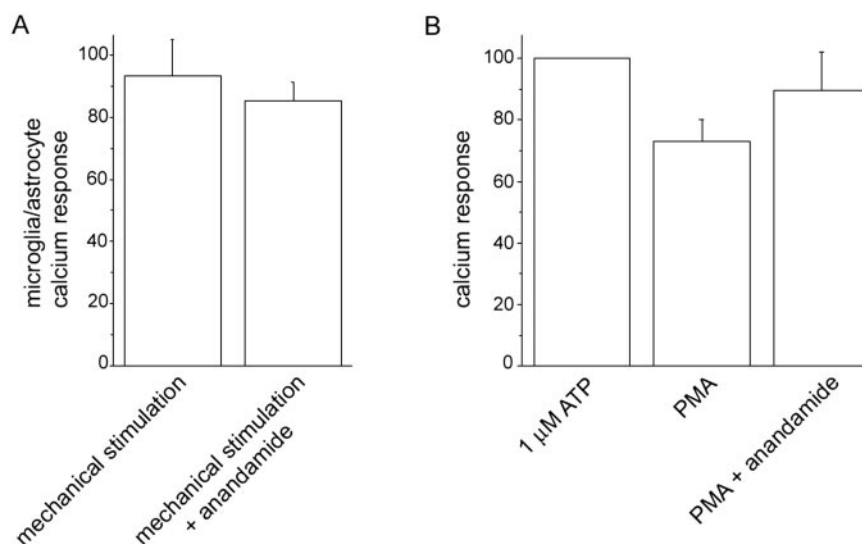 A
microglia/astrocyte
calcium response
100
80
60
40
20
0
mechanical stimulation
mechanical stimulation
+ anandamide
B
calcium response
100
80
60
40
20
0
1 μM ATP
PMA
PMA + anandamide